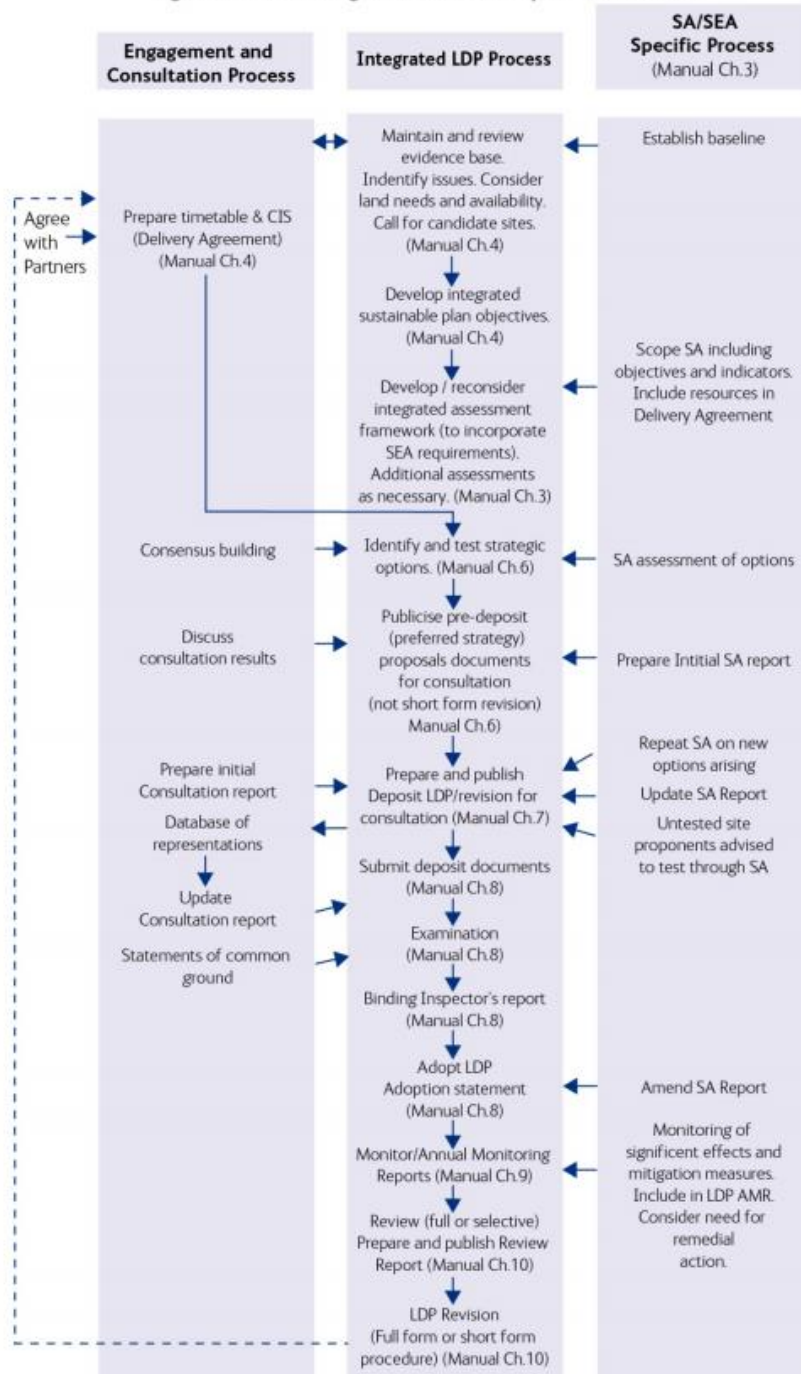 Engagement and
Consultation Process
Integrated LDP Process
SA/SEA
Specific Process
(Manual Ch.3)
Agree
with
Partners
Prepare timetable & CIS
(Delivery Agreement)
(Manual Ch.4)
Consensus building
Discuss
consultation results
Prepare initial
Consultation report
Database of
representations
Update
Consultation report
Statements of common
ground
Maintain and review
evidence base.
Indentify issues. Consider
land needs and availability.
Call for candidate sites.
(Manual Ch.4)
Develop integrated
sustainable plan objectives.
(Manual Ch.4)
Develop / reconsider
integrated assessment
framework (to incorporate
SEA requirements).
Additional assessments
as necessary. (Manual Ch.3)
Identify and test strategic
options. (Manual Ch.6)
Publicise pre-deposit
(preferred strategy)
proposals documents
for consultation
(not short form revision)
Manual Ch.6)
Prepare and publish
Deposit LDP/revision for
consultation (Manual Ch.7)
Submit deposit documents
(Manual Ch.8)
Examination
(Manual Ch.8)
Binding Inspector's report
(Manual Ch.8)
Adopt LDP
Adoption statement
(Manual Ch.8)
Monitor/Annual Monitoring
Reports (Manual Ch.9)
Review (full or selective)
Prepare and publish Review
Report (Manual Ch.10)
LDP Revision
(Full form or short form
procedure) (Manual Ch.10)
Establish baseline
Scope SA including
objectives and indicators.
Include resources in
Delivery Agreement
SA assessment of options
Prepare Intitial SA report
Repeat SA on new
options arising
Update SA Report
Untested site
proponents advised
to test through SA
Amend SA Report
Monitoring of
significant effects and
mitigation measures.
Include in LDP AMR.
Consider need for
remedial
action.